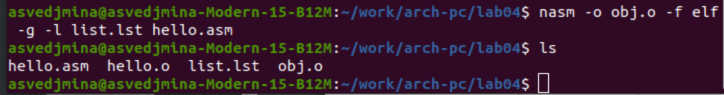 asvedjmina@asvedjmina-Modern-15-B12M:~/work/arch-pc/lab04$ nasm -o obj.o -f elf
-g -l list.lst hello.asm
asvedjmina@asvedjmina-Modern-15-B12M:~/work/arch-pc/lab04$ ls
hello.asm  hello.o  list.lst  obj.o
asvedjmina@asvedjmina-Modern-15-B12M:~/work/arch-pc/lab04$